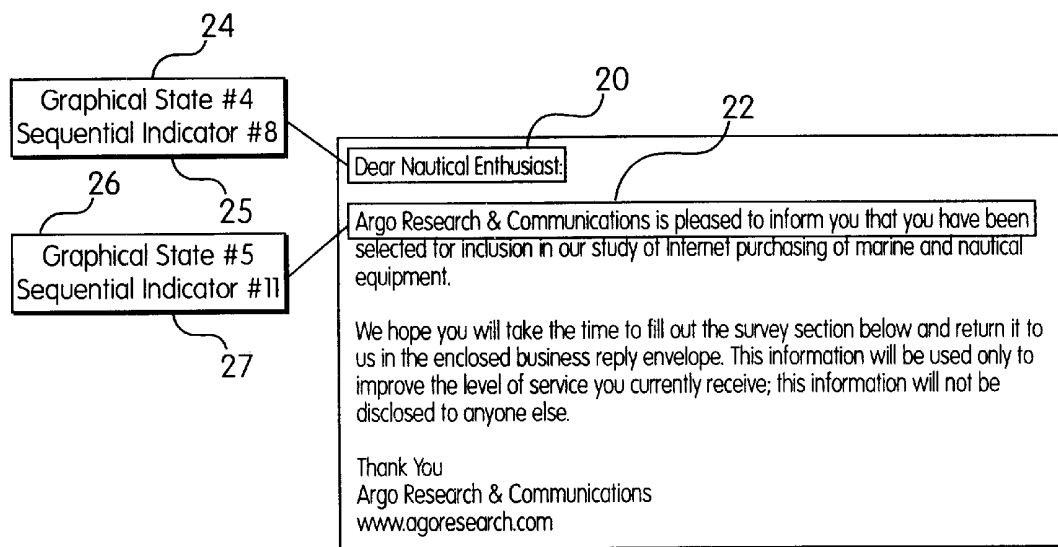 24
Graphical State #4
Sequential Indicator #8
25
26
Graphical State #5
Sequential Indicator #11
27
20
22
Dear Nautical Enthusiast:
Argo Research & Communications is pleased to inform you that you have been
selected for inclusion in our study of Internet purchasing of marine and nautical
equipment.
We hope you will take the time to fill out the survey section below and return it to
us in the enclosed business reply envelope. This information will be used only to
improve the level of service you currently receive; this information will not be
disclosed to anyone else.
Thank You
Argo Research & Communications
www.agoresearch.com